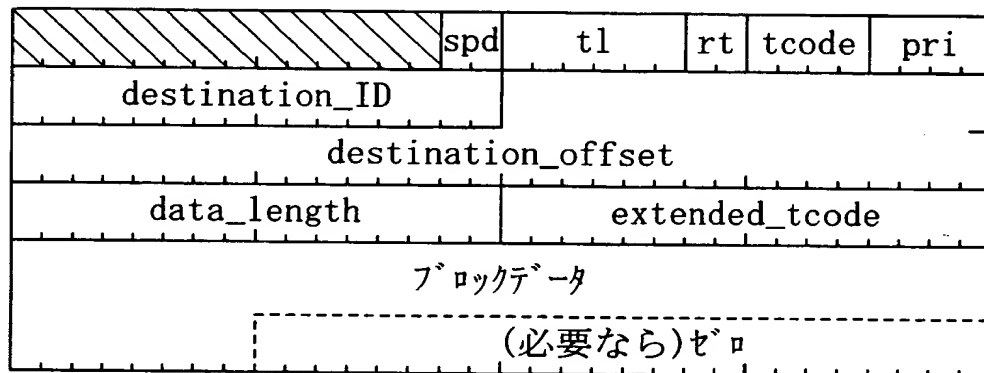 spd tl rt tcode pri
destination_ID
destination_offset
data_length extended_tcode
ブロックデータ
(必要なら)ゼロ